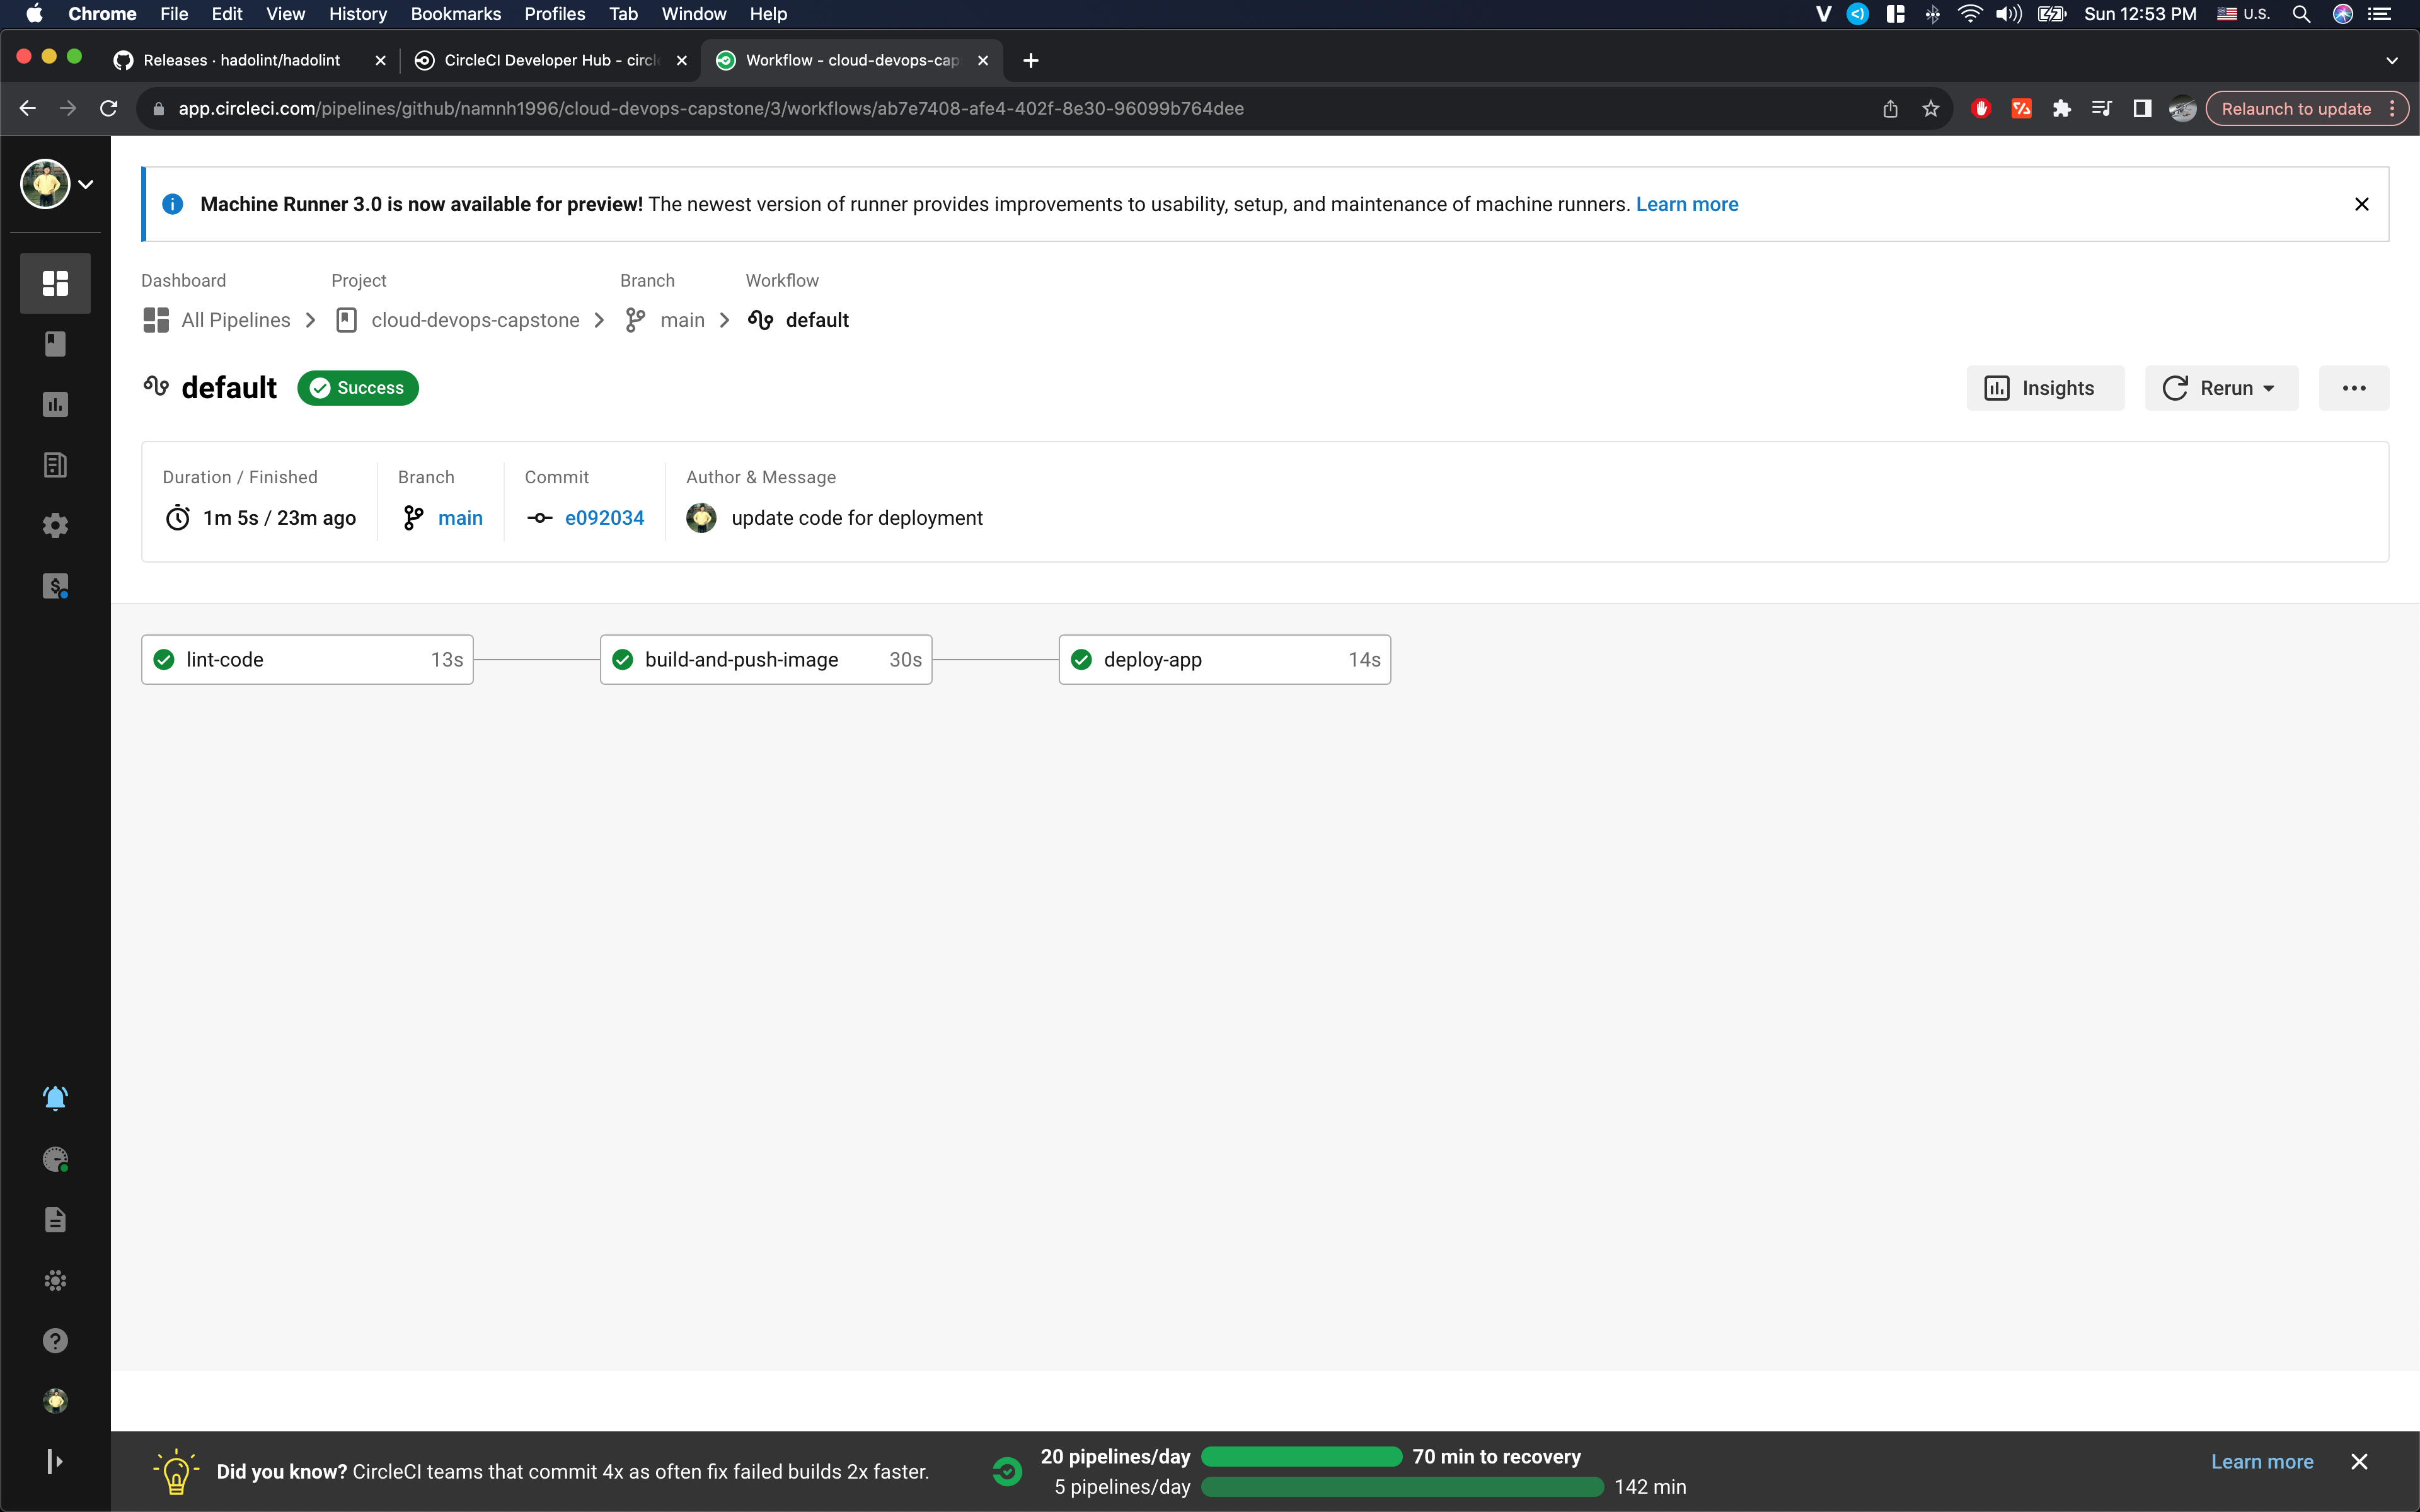 Chrome File Edit View History Bookmarks Profiles Tab Window Help Sun 12:53 PM U.S.
Releases · hadolint/hadolint CircleCI Developer Hub - circle Workflow - cloud-devops-cap
app.circleci.com/pipelines/github/namnh1996/cloud-devops-capstone/3/workflows/ab7e7408-afe4-402f-8e30-96099b764dee Relaunch to update
Machine Runner 3.0 is now available for preview! The newest version of runner provides improvements to usability, setup, and maintenance of machine runners. Learn more
Dashboard Project Branch Workflow
All Pipelines cloud-devops-capstone main default
default Success Insights Rerun
Duration / Finished Branch Commit Author & Message
1m 5s / 23m ago main e092034 update code for deployment
lint-code 13s build-and-push-image 30s deploy-app 14s
Did you know? CircleCI teams that commit 4x as often fix failed builds 2x faster.
20 pipelines/day 70 min to recovery
5 pipelines/day 142 min
Learn more